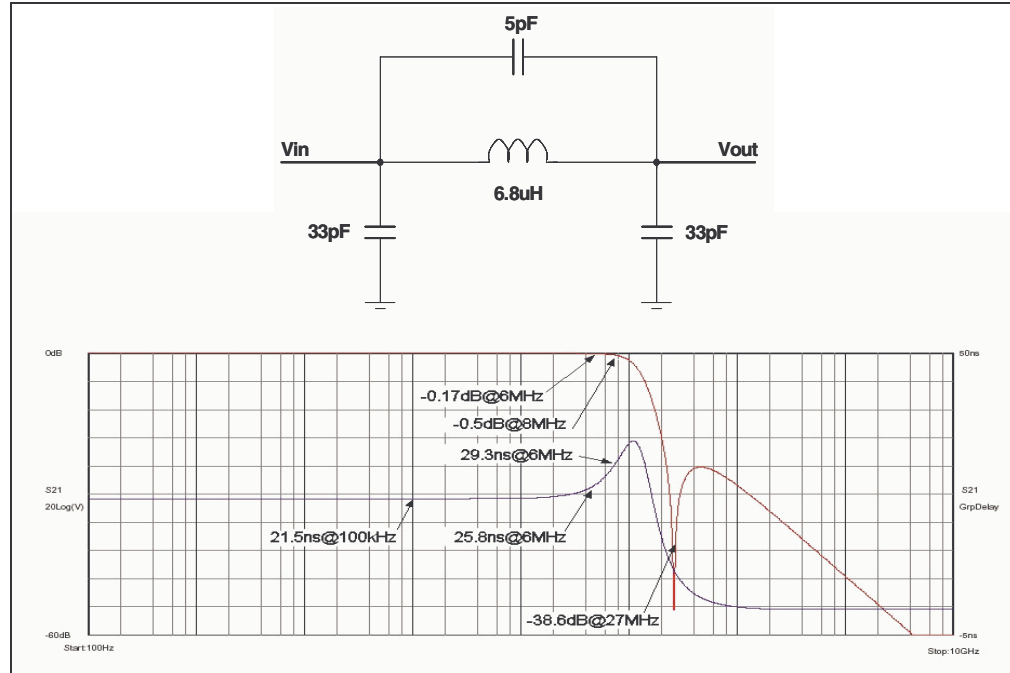 5pF
Vin
Vout
6.8uH
33pF
33pF
0dB
50ns
-0.17dB@6MHz
-0.5dB@8MHz
29.3ns@6MHz
S21
20Log(V)
S21
GrpDelay
21.5ns@100kHz
25.8ns@6MHz
-38.6dB@27MHz
-60dB
-5ns
Start:100Hz
Stop:10GHz